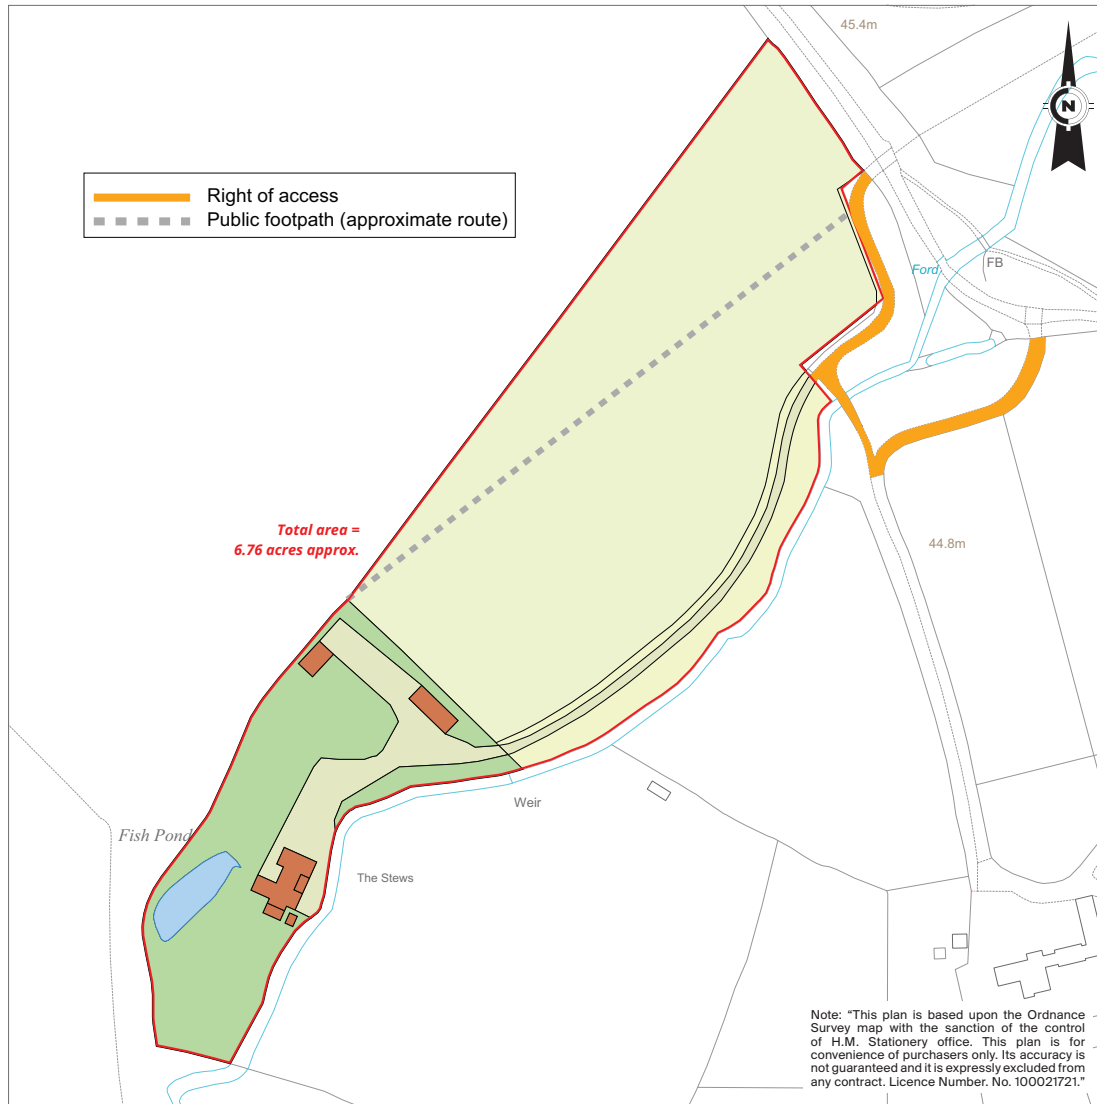 45.4m
N
Right of access
Public footpath (approximate route)
Ford
FB
Total area =
6.76 acres approx.
44.8m
Weir
Fish Pond
The Stews
Note: “This plan is based upon the Ordnance
Survey map with the sanction of the control
of H.M. Stationery office. This plan is for
convenience of purchasers only. Its accuracy is
not guaranteed and it is expressly excluded from
any contract. Licence Number. No. 100021721.”